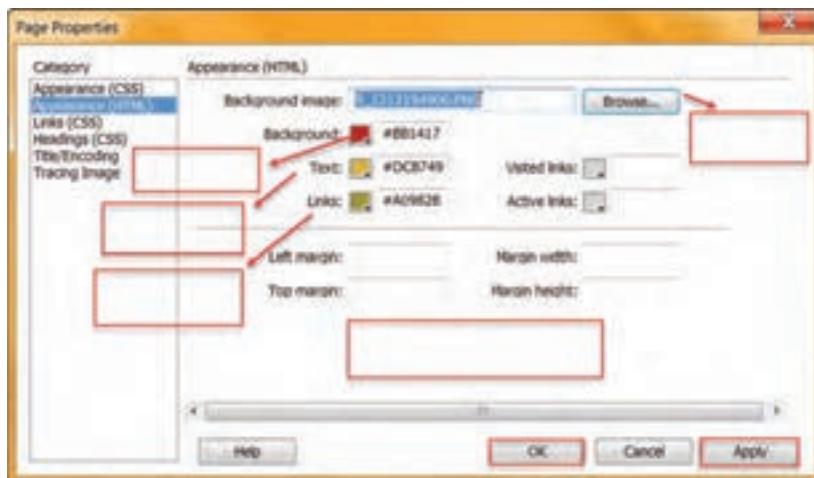 Page Properties
Category
Appearance (CSS)
Appearance (HTML)
Links (CSS)
Headings (CSS)
Title/Encoding
Tracing Image
Appearance (HTML)
Background image:
Browse...
Background: #BB1417
Text: #DCB749 Visited links:
Links: #A09828 Active links:
Left margin: Margin width:
Top margin: Margin height:
Help OK Cancel Apply